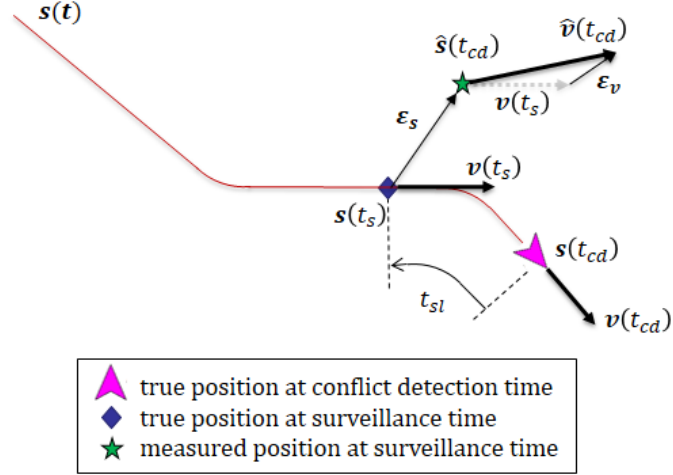 s(t)
ŝ(t_cd)
v̂(t_cd)
v(t_s)
ε_v
ε_s
v(t_s)
s(t_s)
s(t_cd)
t_sl
v(t_cd)
true position at conflict detection time
true position at surveillance time
measured position at surveillance time